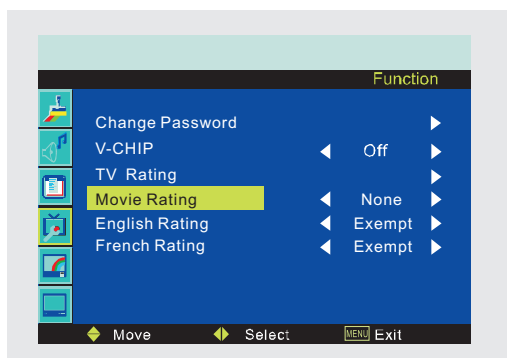 Function
Change Password
V-CHIP Off
TV Rating
Movie Rating None
English Rating Exempt
French Rating Exempt
Move Select MENU Exit